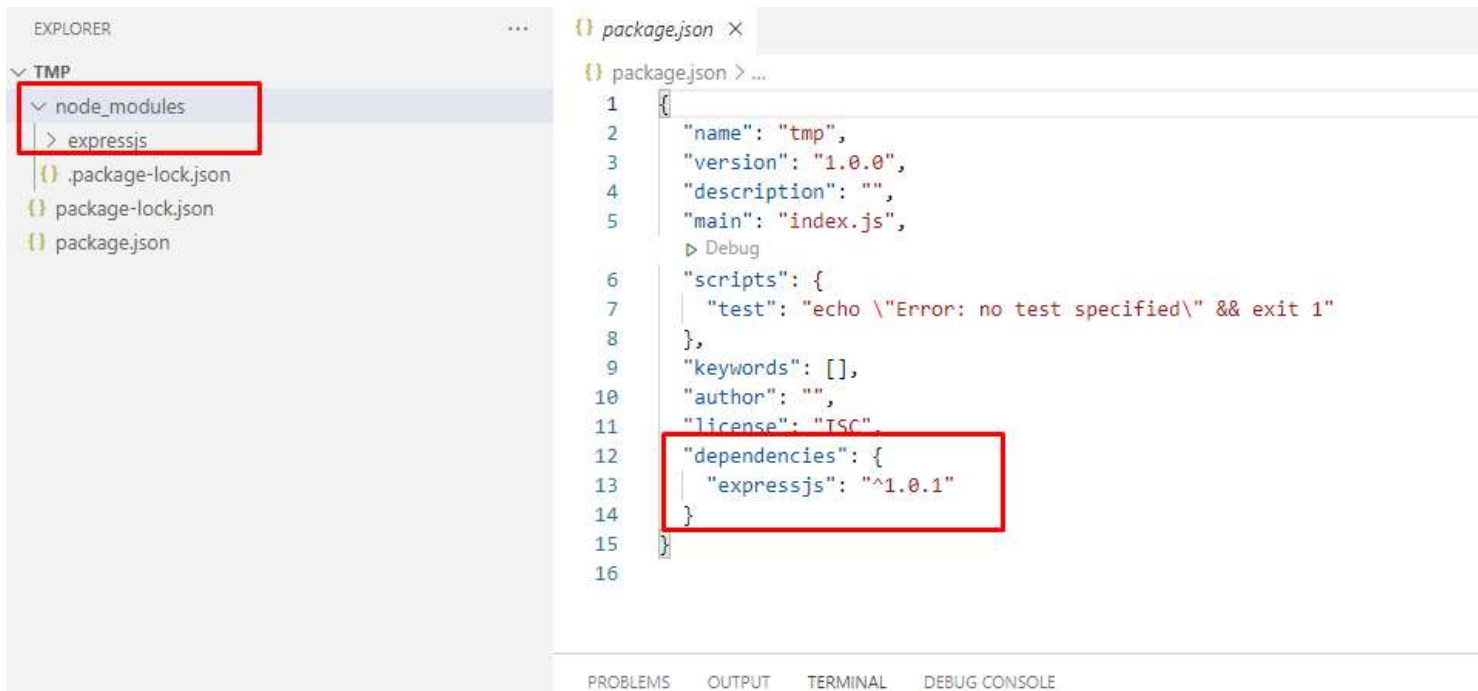 EXPLORER ...
TMP
node_modules
expressjs
{} .package-lock.json
{} package-lock.json
{} package.json
{} package.json ×
{} package.json > ...
1 {
2 "name": "tmp",
3 "version": "1.0.0",
4 "description": "",
5 "main": "index.js",
Debug
6 "scripts": {
7 "test": "echo \"Error: no test specified\" && exit 1"
8 },
9 "keywords": [],
10 "author": "",
11 "license": "ISC",
12 "dependencies": {
13 "expressjs": "^1.0.1"
14 }
15 }
16
PROBLEMS OUTPUT TERMINAL DEBUG CONSOLE